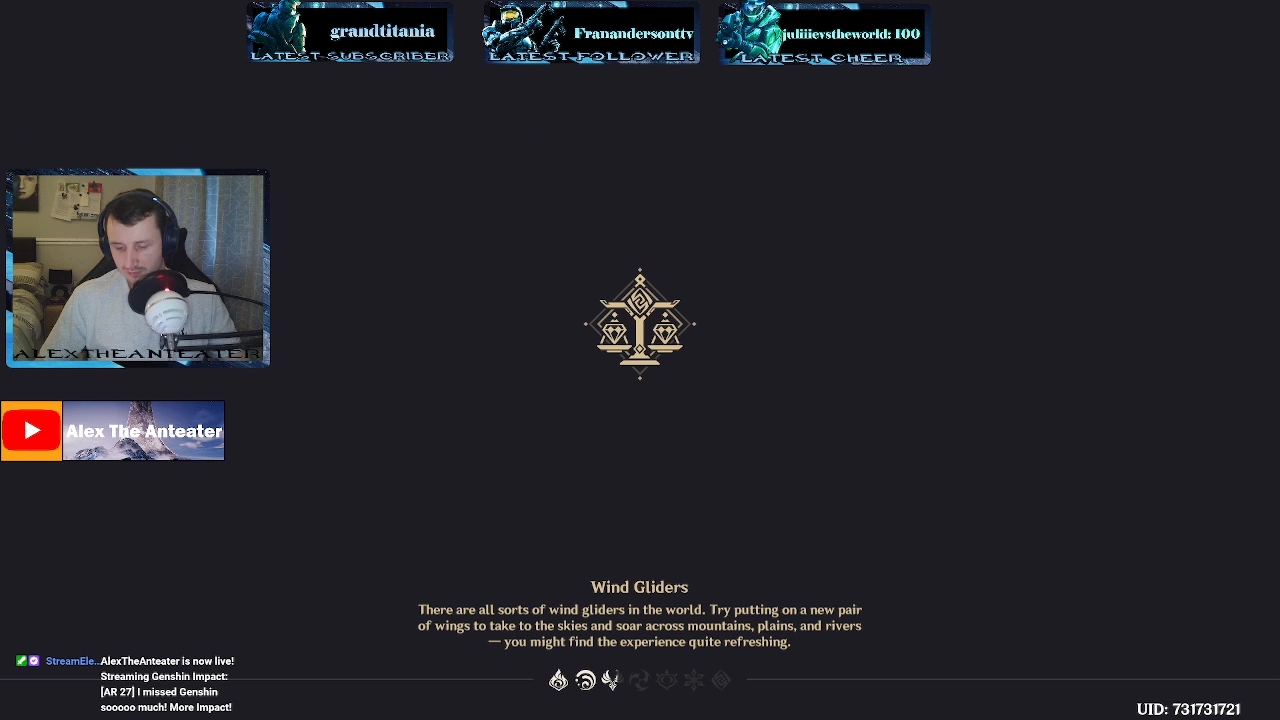 grandtitania
LATEST SUBSCRIBER
Franandersonttv
LATEST FOLLOWER
juliiievstheworld: 100
LATEST CHEER
ALEXTHEANTEATER
Alex The Anteater
Wind Gliders
There are all sorts of wind gliders in the world. Try putting on a new pair
of wings to take to the skies and soar across mountains, plains, and rivers
— you might find the experience quite refreshing.
StreamEle... AlexTheAnteater is now live!
Streaming Genshin Impact:
[AR 27] I missed Genshin
sooooo much! More Impact!
UID: 731731721